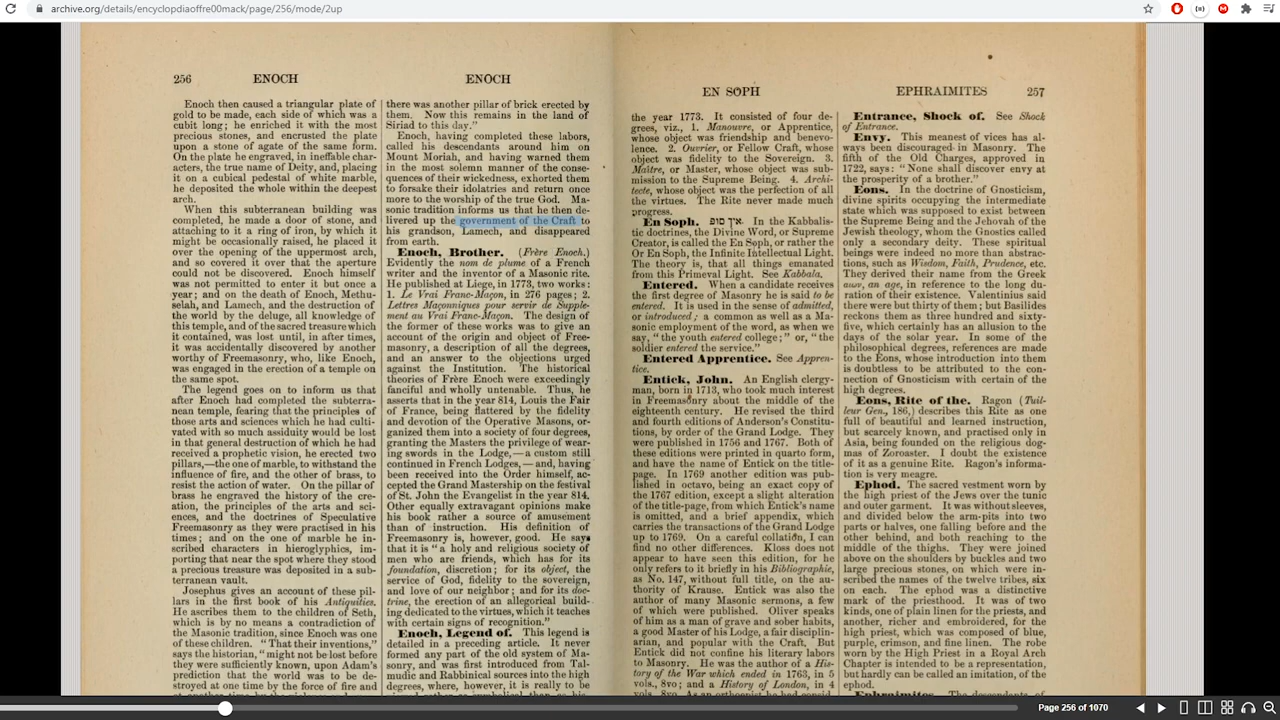 archive.org/details/encyclopdiaoffre00mack/page/256/mode/2up
256 ENOCH ENOCH
Enoch then caused a triangular plate of
gold to be made, each side of which was a
cubit long; he enriched it with the most
precious stones, and encrusted the plate
upon a stone of agate of the same form.
On the plate he engraved, in ineffable char-
acters, the true name of Deity, and, placing
it on a cubical pedestal of white marble,
he deposited the whole within the deepest
arch.
When this subterranean building was
completed, he made a door of stone, and
attaching to it a ring of iron, by which it
might be occasionally raised, he placed it
over the opening of the uppermost arch,
and so covered it over that the aperture
could not be discovered. Enoch himself
was not permitted to enter it but once a
year; and on the death of Enoch, Methu-
selah, and Lamech, and the destruction of
the world by the deluge, all knowledge of
this temple, and of the sacred treasure which
it contained, was lost until, in after times,
it was accidentally discovered by another
worthy of Freemasonry, who, like Enoch,
was engaged in the erection of a temple on
the same spot.
The legend goes on to inform us that
after Enoch had completed the subterra-
nean temple, fearing that the principles of
those arts and sciences which he had culti-
vated with so much assiduity would be lost
in that general destruction of which he had
received a prophetic vision, he erected two
pillars,—the one of marble, to withstand the
influence of fire, and the other of brass, to
resist the action of water. On the pillar of
brass he engraved the history of the cre-
ation, the principles of the arts and sci-
ences, and the doctrines of Speculative
Freemasonry as they were practised in his
times; and on the one of marble he in-
scribed characters in hieroglyphics, im-
porting that near the spot where they stood
a precious treasure was deposited in a sub-
terranean vault.
Josephus gives an account of these pil-
lars in the first book of his Antiquities.
He ascribes them to the children of Seth,
which is by no means a contradiction of
the Masonic tradition, since Enoch was one
of these children. "That their inventions,"
says the historian, "might not be lost before
they were sufficiently known, upon Adam's
prediction that the world was to be de-
stroyed at one time by the force of fire and
there was another pillar of brick erected by
them. Now this remains in the land of
Siriad to this day."
Enoch, having completed these labors,
called his descendants around him on
Mount Moriah, and having warned them
in the most solemn manner of the conse-
quences of their wickedness, exhorted them
to forsake their idolatries and return once
more to the worship of the true God. Ma-
sonic tradition informs us that he then de-
livered up the government of the Craft to
his grandson, Lamech, and disappeared
from earth.
Enoch, Brother. (Frère Enoch.)
Evidently the nom de plume of a French
writer and the inventor of a Masonic rite.
He published at Liege, in 1773, two works:
1. Le Vrai Franc-Maçon, in 276 pages; 2.
Lettres Maçonniques pour servir de Supple-
ment au Vrai Franc-Maçon. The design of
the former of these works was to give an
account of the origin and object of Free-
masonry, a description of all the degrees,
and an answer to the objections urged
against the Institution. The historical
theories of Frère Enoch were exceedingly
fanciful and wholly untenable. Thus, he
asserts that in the year 814, Louis the Fair
of France, being flattered by the fidelity
and devotion of the Operative Masons, or-
ganized them into a society of four degrees,
granting the Masters the privilege of wear-
ing swords in the Lodge,—a custom still
continued in French Lodges,—and, having
been received into the Order himself, ac-
cepted the Grand Mastership on the festival
of St. John the Evangelist in the year 814.
Other equally extravagant opinions make
his book rather a source of amusement
than of instruction. His definition of
Freemasonry is, however, good. He says
that it is "a holy and religious society of
men who are friends, which has for its
foundation, discretion; for its object, the
service of God, fidelity to the sovereign,
and love of our neighbor; and for its doc-
trine, the erection of an allegorical build-
ing dedicated to the virtues, which it teaches
with certain signs of recognition."
Enoch, Legend of. This legend is
detailed in a preceding article. It never
formed any part of the old system of Ma-
sonry, and was first introduced from Tal-
mudic and Rabbinical sources into the high
degrees, where, however, it is really to be
EN SOPH EPHRAIMITES 257
the year 1773. It consisted of four de-
grees, viz., 1. Manouvre, or Apprentice,
whose object was friendship and benevo-
lence. 2. Ouvrier, or Fellow Craft, whose
object was fidelity to the Sovereign. 3.
Maître, or Master, whose object was sub-
mission to the Supreme Being. 4. Archi-
tecte, whose object was the perfection of all
the virtues. The Rite never made much
progress.
En Soph. אין סוף. In the Kabbalis-
tic doctrines, the Divine Word, or Supreme
Creator, is called the En Soph, or rather the
Or En Soph, the Infinite Intellectual Light.
The theory is, that all things emanated
from this Primeval Light. See Kabbala.
Entered. When a candidate receives
the first degree of Masonry he is said to be
entered. It is used in the sense of admitted,
or introduced; a common as well as a Ma-
sonic employment of the word, as when we
say, "the youth entered college;" or, "the
soldier entered the service."
Entered Apprentice. See Appren-
tice.
Entick, John. An English clergy-
man, born in 1713, who took much interest
in Freemasonry about the middle of the
eighteenth century. He revised the third
and fourth editions of Anderson's Constitu-
tions, by order of the Grand Lodge. They
were published in 1756 and 1767. Both of
these editions were printed in quarto form,
and have the name of Entick on the title-
page. In 1769 another edition was pub-
lished in octavo, being an exact copy of
the 1767 edition, except a slight alteration
of the title-page, from which Entick's name
is omitted, and a brief appendix, which
carries the transactions of the Grand Lodge
up to 1769. On a careful collation, I can
find no other differences. Kloss does not
appear to have seen this edition, for he
only refers to it briefly in his Bibliographie,
as No. 147, without full title, on the au-
thority of Krause. Entick was also the
author of many Masonic sermons, a few
of which were published. Oliver speaks
of him as a man of grave and sober habits,
a good Master of his Lodge, a fair disciplin-
arian, and popular with the Craft. But
Entick did not confine his literary labors
to Masonry. He was the author of a His-
tory of the War which ended in 1763, in 5
vols., 8vo; and a History of London, in 4
vols., 8vo. As an orthoepist he had consid-
Entrance, Shock of. See Shock
of Entrance.
Envy. This meanest of vices has al-
ways been discouraged in Masonry. The
fifth of the Old Charges, approved in
1722, says: "None shall discover envy at
the prosperity of a brother."
Eons. In the doctrine of Gnosticism,
divine spirits occupying the intermediate
state which was supposed to exist between
the Supreme Being and the Jehovah of the
Jewish theology, whom the Gnostics called
only a secondary deity. These spiritual
beings were indeed no more than abstrac-
tions, such as Wisdom, Faith, Prudence, etc.
They derived their name from the Greek
αιων, an age, in reference to the long du-
ration of their existence. Valentinius said
there were but thirty of them; but Basilides
reckons them as three hundred and sixty-
five, which certainly has an allusion to the
days of the solar year. In some of the
philosophical degrees, references are made
to the Eons, whose introduction into them
is doubtless to be attributed to the con-
nection of Gnosticism with certain of the
high degrees.
Eons, Rite of the. Ragon (Tuil-
leur Gen., 186,) describes this Rite as one
full of beautiful and learned instruction,
but scarcely known, and practised only in
Asia, being founded on the religious dog-
mas of Zoroaster. I doubt the existence
of it as a genuine Rite. Ragon's informa-
tion is very meagre.
Ephod. The sacred vestment worn by
the high priest of the Jews over the tunic
and outer garment. It was without sleeves,
and divided below the arm-pits into two
parts or halves, one falling before and the
other behind, and both reaching to the
middle of the thighs. They were joined
above on the shoulders by buckles and two
large precious stones, on which were in-
scribed the names of the twelve tribes, six
on each. The ephod was a distinctive
mark of the priesthood. It was of two
kinds, one of plain linen for the priests, and
another, richer and embroidered, for the
high priest, which was composed of blue,
purple, crimson, and fine linen. The robe
worn by the High Priest in a Royal Arch
Chapter is intended to be a representation,
but hardly can be called an imitation, of the
ephod.
Ephraimites. The descendants of
Page 256 of 1070